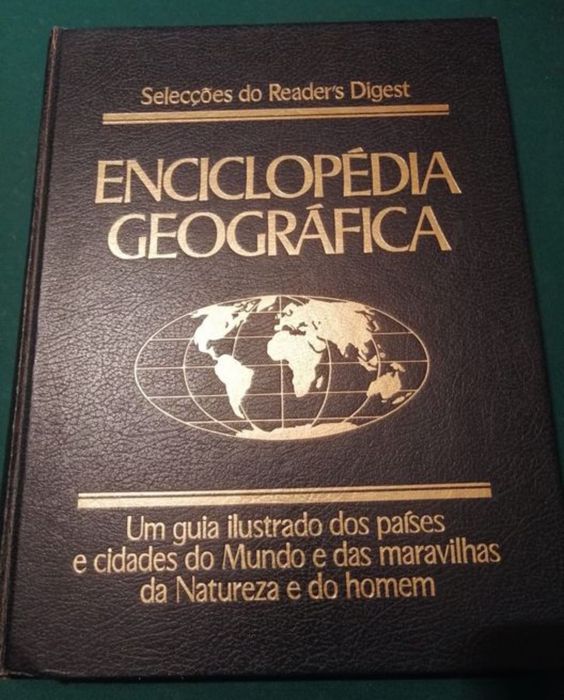 Selecções do Reader's Digest
ENCICLOPÉDIA
GEOGRÁFICA
Um guia ilustrado dos países
e cidades do Mundo e das maravilhas
da Natureza e do homem